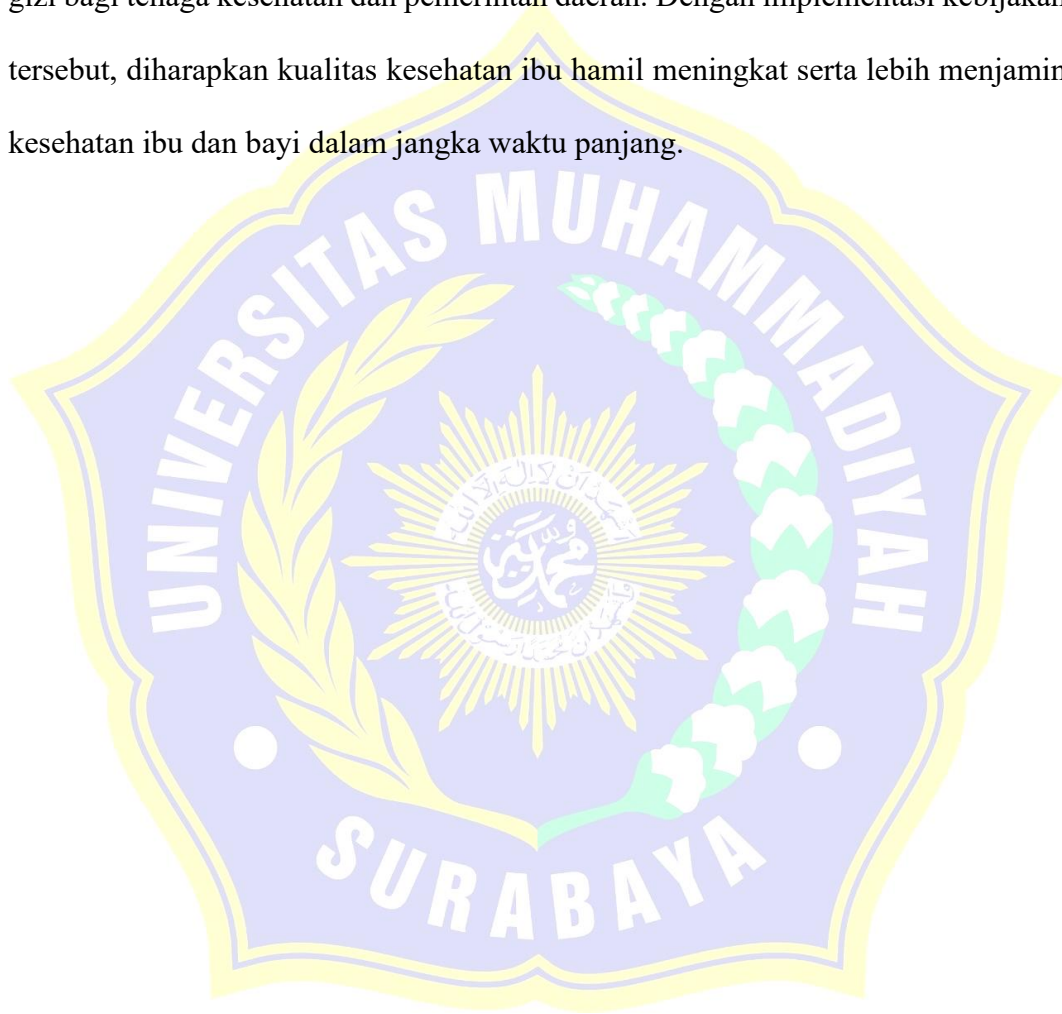 gizi bagi tenaga kesehatan dan pemerintah daerah. Dengan implementasi kebijakan
tersebut, diharapkan kualitas kesehatan ibu hamil meningkat serta lebih menjamin
kesehatan ibu dan bayi dalam jangka waktu panjang.
UNIVERSITAS MUHAMMADIYAH
محمد
SURABAYA